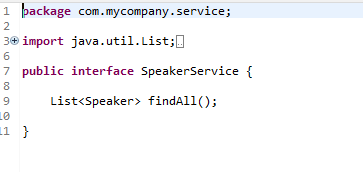 1 package com.mycompany.service;
2
3 import java.util.List;
6
7 public interface SpeakerService {
8
9 List<Speaker> findAll();
10
11 }